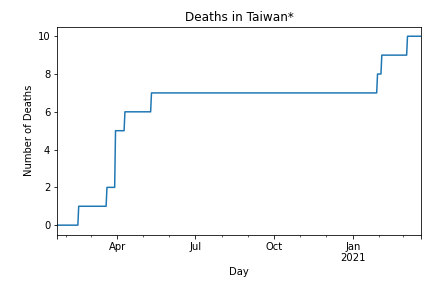 Deaths in Taiwan*
Number of Deaths
10
8
6
4
2
0
Apr
Jul
Oct
Jan
2021
Day